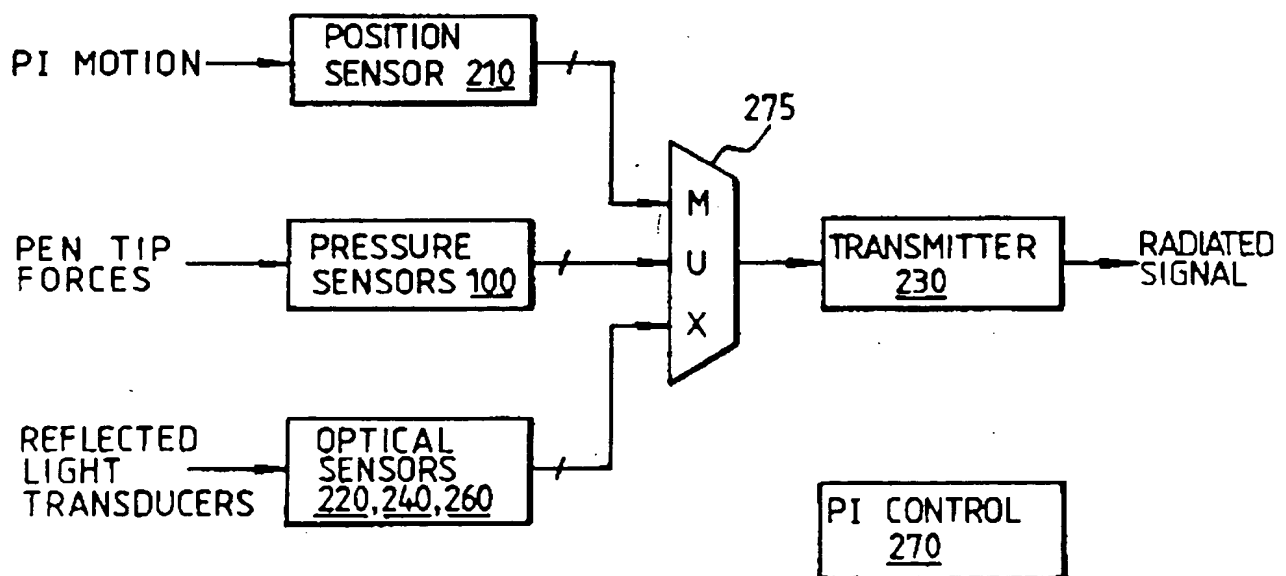 PI MOTION
POSITION
SENSOR 210
275
PEN TIP
FORCES
PRESSURE
SENSORS 100
M
U
X
TRANSMITTER
230
RADIATED
SIGNAL
REFLECTED
LIGHT
TRANSDUCERS
OPTICAL
SENSORS
220, 240, 260
PI CONTROL
270